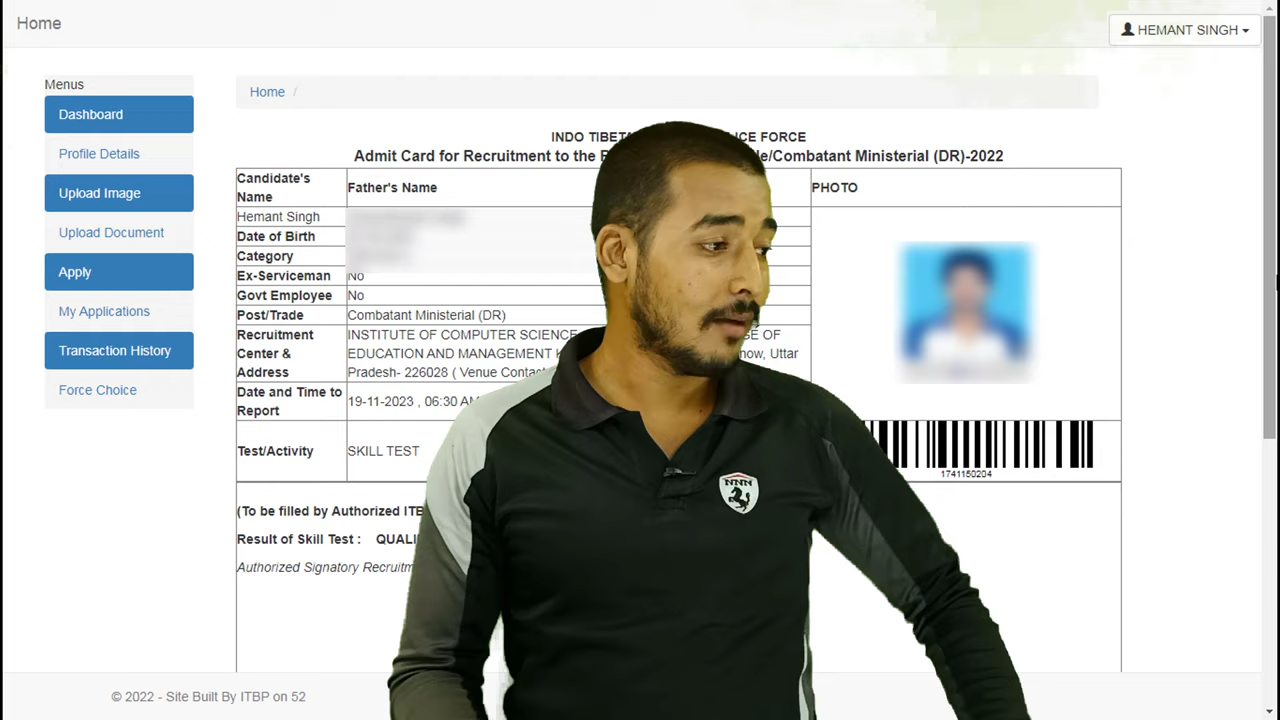 Home
HEMANT SINGH
Menus
Dashboard
Profile Details
Upload Image
Upload Document
Apply
My Applications
Transaction History
Force Choice
Home /
INDO TIBET CE FORCE
Admit Card for Recruitment to the /Combatant Ministerial (DR)-2022
Candidate's Name
Father's Name
PHOTO
Hemant Singh
Date of Birth
Category
Ex-Serviceman No
Govt Employee No
Post/Trade Combatant Ministerial (DR)
Recruitment Center & Address
INSTITUTE OF COMPUTER SCIENCE GE OF
EDUCATION AND MANAGEMENT now, Uttar
Pradesh- 226028 ( Venue Contac
Date and Time to Report
19-11-2023 , 06:30 AM
Test/Activity SKILL TEST
1741150204
(To be filled by Authorized ITB
Result of Skill Test : QUALI
Authorized Signatory Recruitm
NNN
© 2022 - Site Built By ITBP on 52